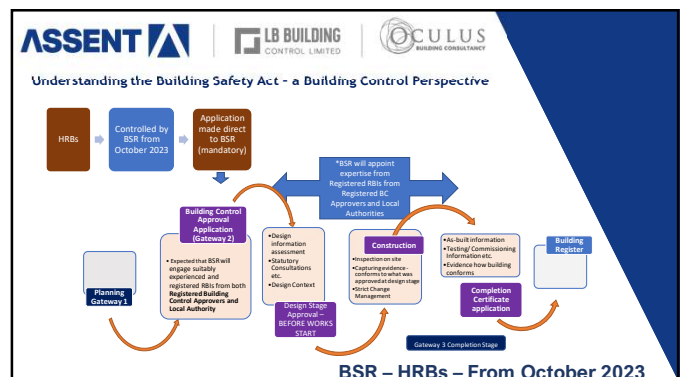 ASSENT
LB BUILDING
CONTROL LIMITED
OCULUS
BUILDING CONSULTANCY
Understanding the Building Safety Act - a Building Control Perspective
HRBs
Controlled by
BSR from
October 2023
Application
made direct
to BSR
(mandatory)
*BSR will appoint
expertise from
Registered RBIs from
Registered BC
Approvers and Local
Authorities
Building Control
Approval
Application
(Gateway 2)
• Expected that BSR will
engage suitably
experienced and
registered RBIs from both
Registered Building
Control Approvers and
Local Authority
Planning
Gateway 1
•Design
information
assessment
•Statutory
Consultations
etc.
•Design Context
Design Stage
Approval –
BEFORE WORKS
START
Construction
•Inspection on site
•Capturing evidence -
conforms to what was
approved at design stage
•Strict Change
Management
•As-built information
•Testing/ Commissioning
Information etc.
•Evidence how building
conforms
Completion
Certificate
application
Building
Register
Gateway 3 Completion Stage
BSR – HRBs – From October 2023